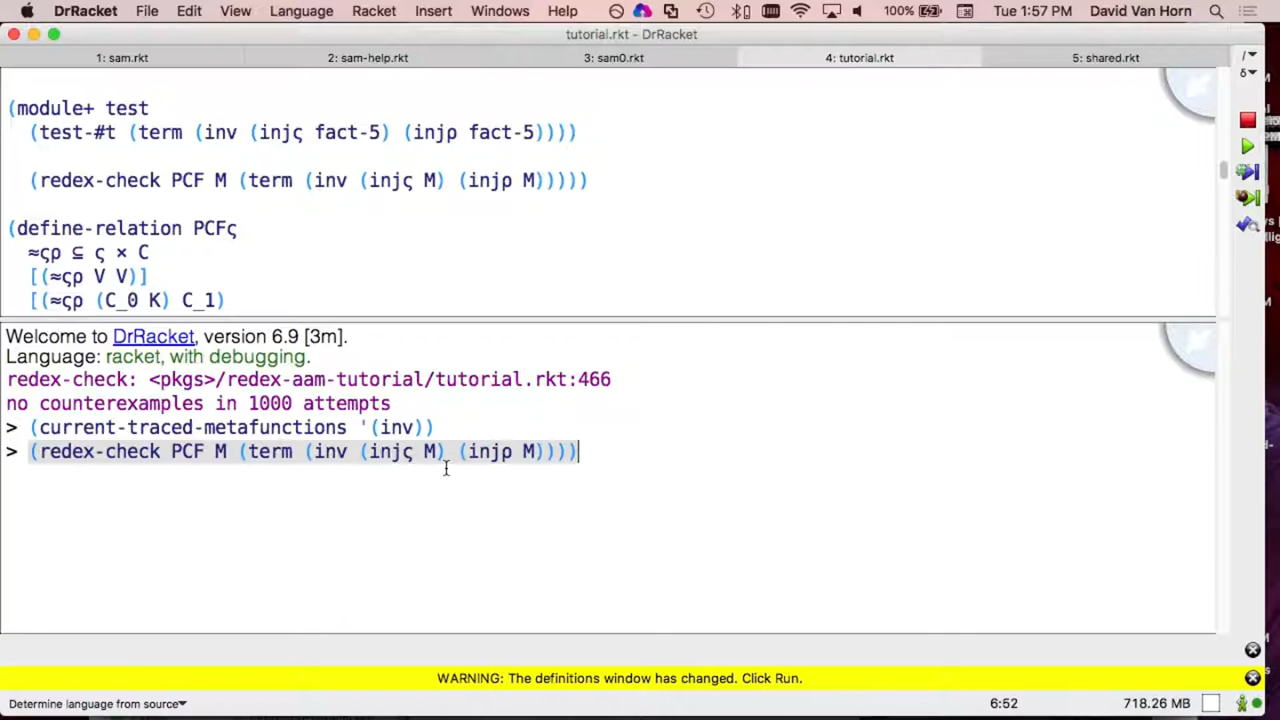 DrRacket File Edit View Language Racket Insert Windows Help 100% Tue 1:57 PM David Van Horn
tutorial.rkt - DrRacket
1: sam.rkt 2: sam-help.rkt 3: sam0.rkt 4: tutorial.rkt 5: shared.rkt
(module+ test
(test-#t (term (inv (injς fact-5) (injρ fact-5))))
(redex-check PCF M (term (inv (injς M) (injρ M)))))
(define-relation PCFς
≈ςρ ⊆ ς × C
[(≈ςρ V V)]
[(≈ςρ (C_0 K) C_1)
Welcome to DrRacket, version 6.9 [3m].
Language: racket, with debugging.
redex-check: <pkgs>/redex-aam-tutorial/tutorial.rkt:466
no counterexamples in 1000 attempts
> (current-traced-metafunctions '(inv))
> (redex-check PCF M (term (inv (injς M) (injρ M))))
WARNING: The definitions window has changed. Click Run.
Determine language from source 6:52 718.26 MB